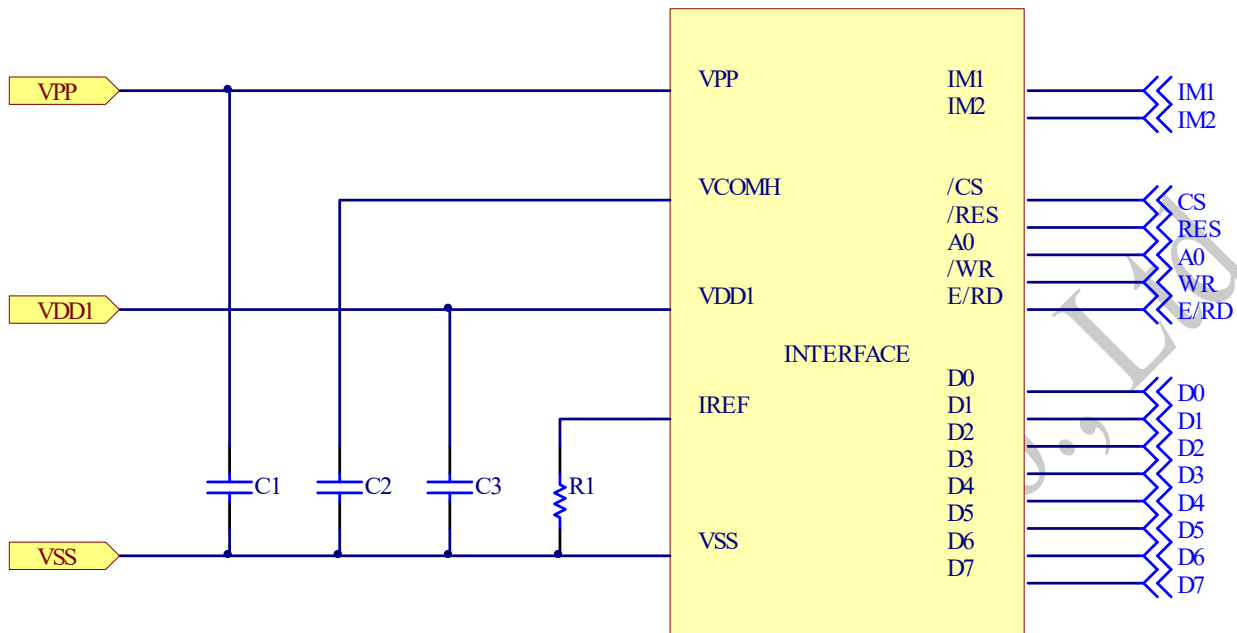 VPP
VDD1
VSS
C1
C2
C3
R1
VPP
VCOMH
VDD1
IREF
VSS
INTERFACE
IM1
IM2
/CS
/RES
A0
/WR
E/RD
D0
D1
D2
D3
D4
D5
D6
D7
IM1
IM2
CS
RES
A0
WR
E/RD
D0
D1
D2
D3
D4
D5
D6
D7
., Ltd